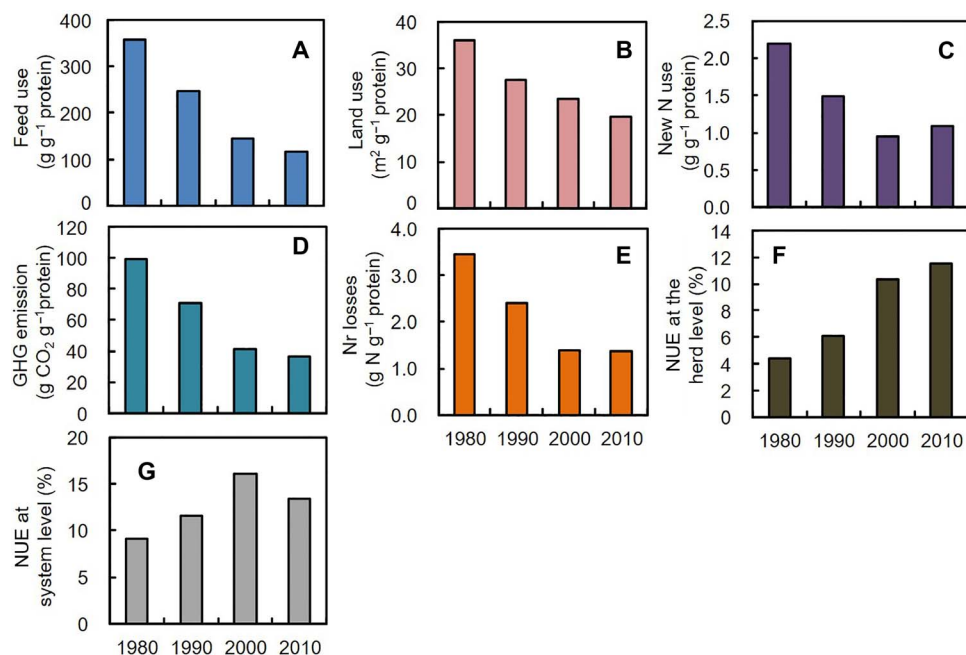 Feed use
(g g⁻¹ protein)
400
300
200
100
0
A
Land use
(m² g⁻¹ protein)
40
30
20
10
0
B
New N use
(g g⁻¹ protein)
2.5
2.0
1.5
1.0
0.5
0.0
C
GHG emission
(g CO₂ g⁻¹protein)
120
100
80
60
40
20
0
D
Nr losses
(g N g⁻¹ protein)
4.0
3.0
2.0
1.0
0.0
E
1980 1990 2000 2010
NUE at the
herd level (%)
14
12
10
8
6
4
2
0
F
1980 1990 2000 2010
NUE at
system level (%)
20
15
10
5
0
G
1980 1990 2000 2010